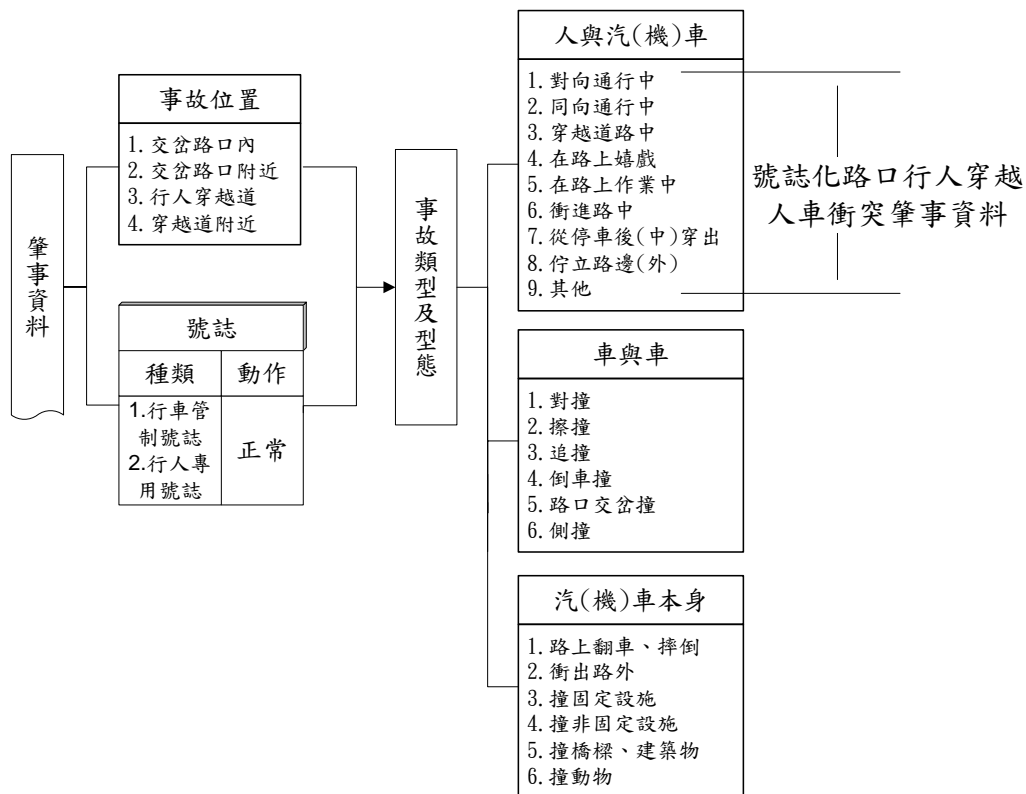 肇事資料
事故位置
1. 交岔路口內
2. 交岔路口附近
3. 行人穿越道
4. 穿越道附近
號誌
種類
動作
1.行車管
制號誌
2.行人專
用號誌
正常
事故類型及型態
人與汽(機)車
1. 對向通行中
2. 同向通行中
3. 穿越道路中
4. 在路上嬉戲
5. 在路上作業中
6. 衝進路中
7. 從停車後(中)穿出
8. 佇立路邊(外)
9. 其他
號誌化路口行人穿越
人車衝突肇事資料
車與車
1. 對撞
2. 擦撞
3. 追撞
4. 倒車撞
5. 路口交岔撞
6. 側撞
汽(機)車本身
1. 路上翻車、摔倒
2. 衝出路外
3. 撞固定設施
4. 撞非固定設施
5. 撞橋樑、建築物
6. 撞動物